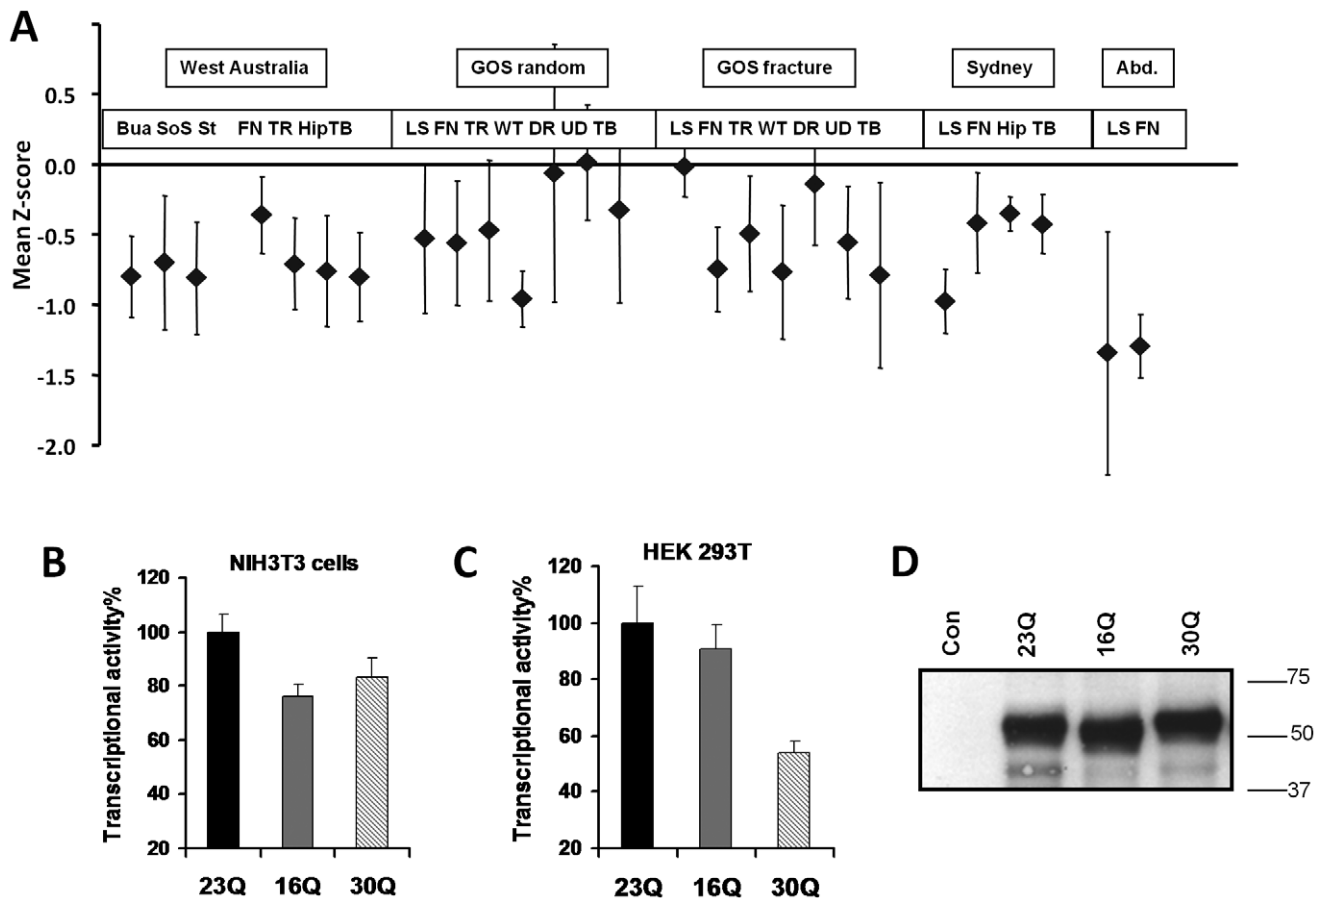 A
West Australia GOS random GOS fracture Sydney Abd.
Bua SoS St FN TR HipTB LS FN TR WT DR UD TB LS FN TR WT DR UD TB LS FN Hip TB LS FN
Mean Z-score
0.5
0.0
-0.5
-1.0
-1.5
-2.0
B
NIH3T3 cells
Transcriptional activity%
120
100
80
60
40
20
23Q 16Q 30Q
C
HEK 293T
Transcriptional activity%
120
100
80
60
40
20
23Q 16Q 30Q
D
Con 23Q 16Q 30Q
75
50
37